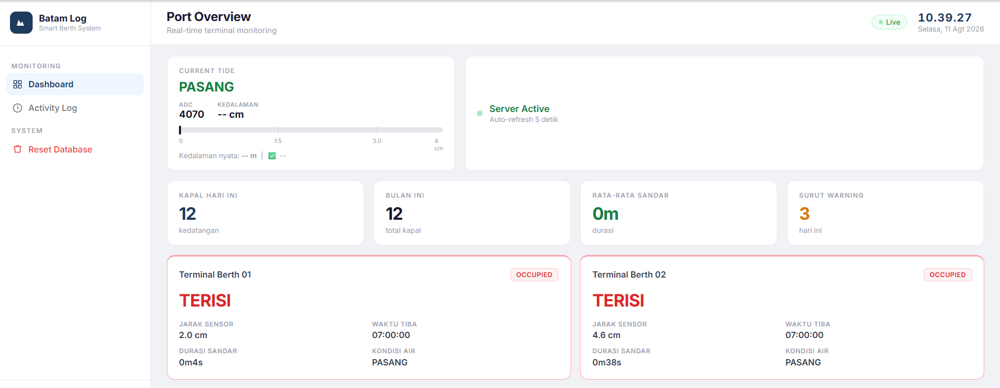 Batam Log
Smart Berth System
MONITORING
Dashboard
Activity Log
SYSTEM
Reset Database
Port Overview
Real-time terminal monitoring
Live
10.39.27
Selasa, 11 Agt 2026
CURRENT TIDE
PASANG
ADC KEDALAMAN
4070 -- cm
0 1.5 3.0 4 cm
Kedalaman nyata: -- m | ✅ --
Server Active
Auto-refresh 5 detik
KAPAL HARI INI
12
kedatangan
BULAN INI
12
total kapal
RATA-RATA SANDAR
0m
durasi
SURUT WARNING
3
hari ini
Terminal Berth 01 OCCUPIED
TERISI
JARAK SENSOR WAKTU TIBA
2.0 cm 07:00:00
DURASI SANDAR KONDISI AIR
0m4s PASANG
Terminal Berth 02 OCCUPIED
TERISI
JARAK SENSOR WAKTU TIBA
4.6 cm 07:00:00
DURASI SANDAR KONDISI AIR
0m38s PASANG